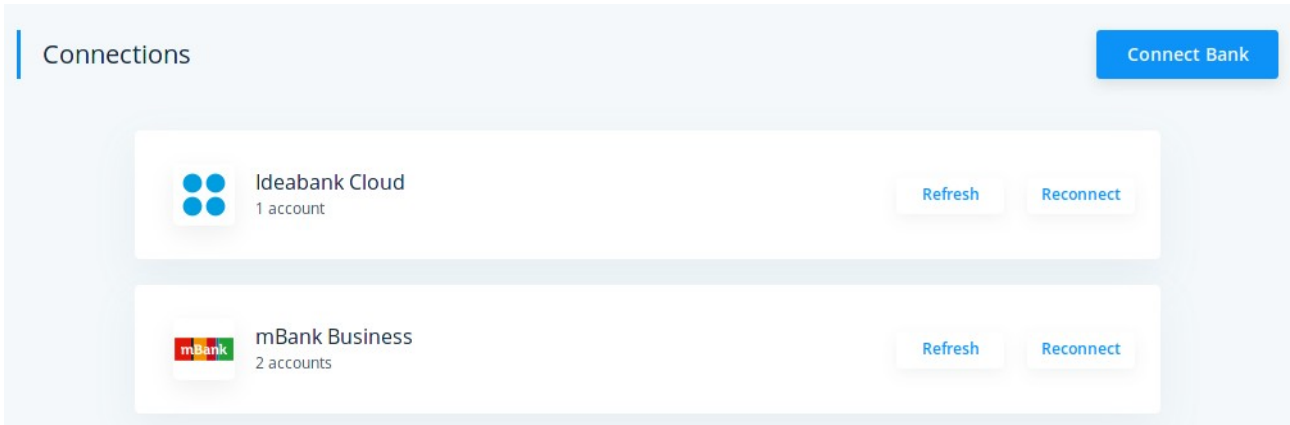 Connections
Connect Bank
Ideabank Cloud
1 account
Refresh
Reconnect
mBank
mBank Business
2 accounts
Refresh
Reconnect